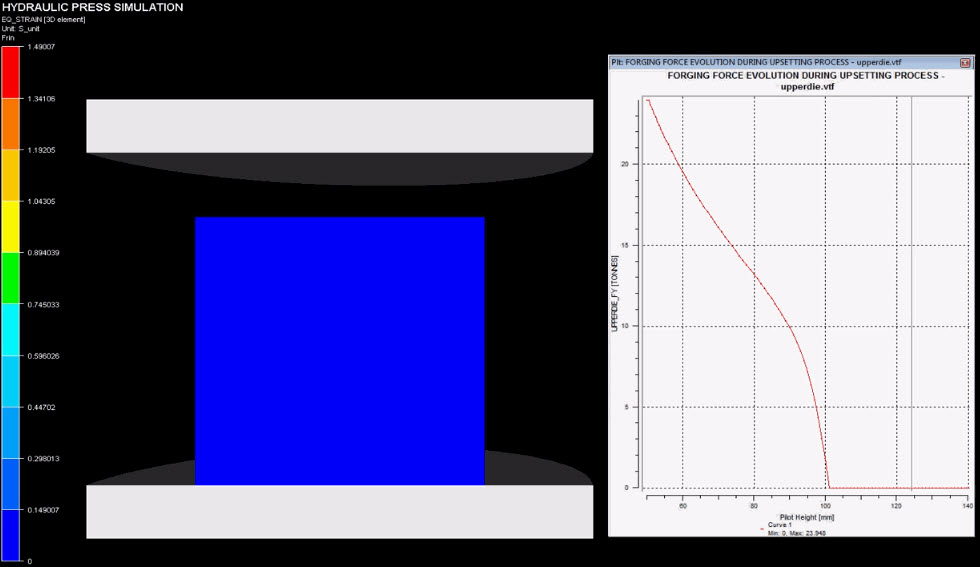 HYDRAULIC PRESS SIMULATION
EQ_STRAIN [3D element]
Unit: S_unit
Frin
1.49007
1.34106
1.19205
1.04305
0.894039
0.745033
0.596026
0.44702
0.298013
0.149007
0
Plt: FORGING FORCE EVOLUTION DURING UPSETTING PROCESS - upperdie.vtf
FORGING FORCE EVOLUTION DURING UPSETTING PROCESS -
upperdie.vtf
UPPERDIE_FY [TONNES]
20
15
10
5
0
60
80
100
120
140
Pilot Height [mm]
Curve 1
Min: 0, Max: 23.948